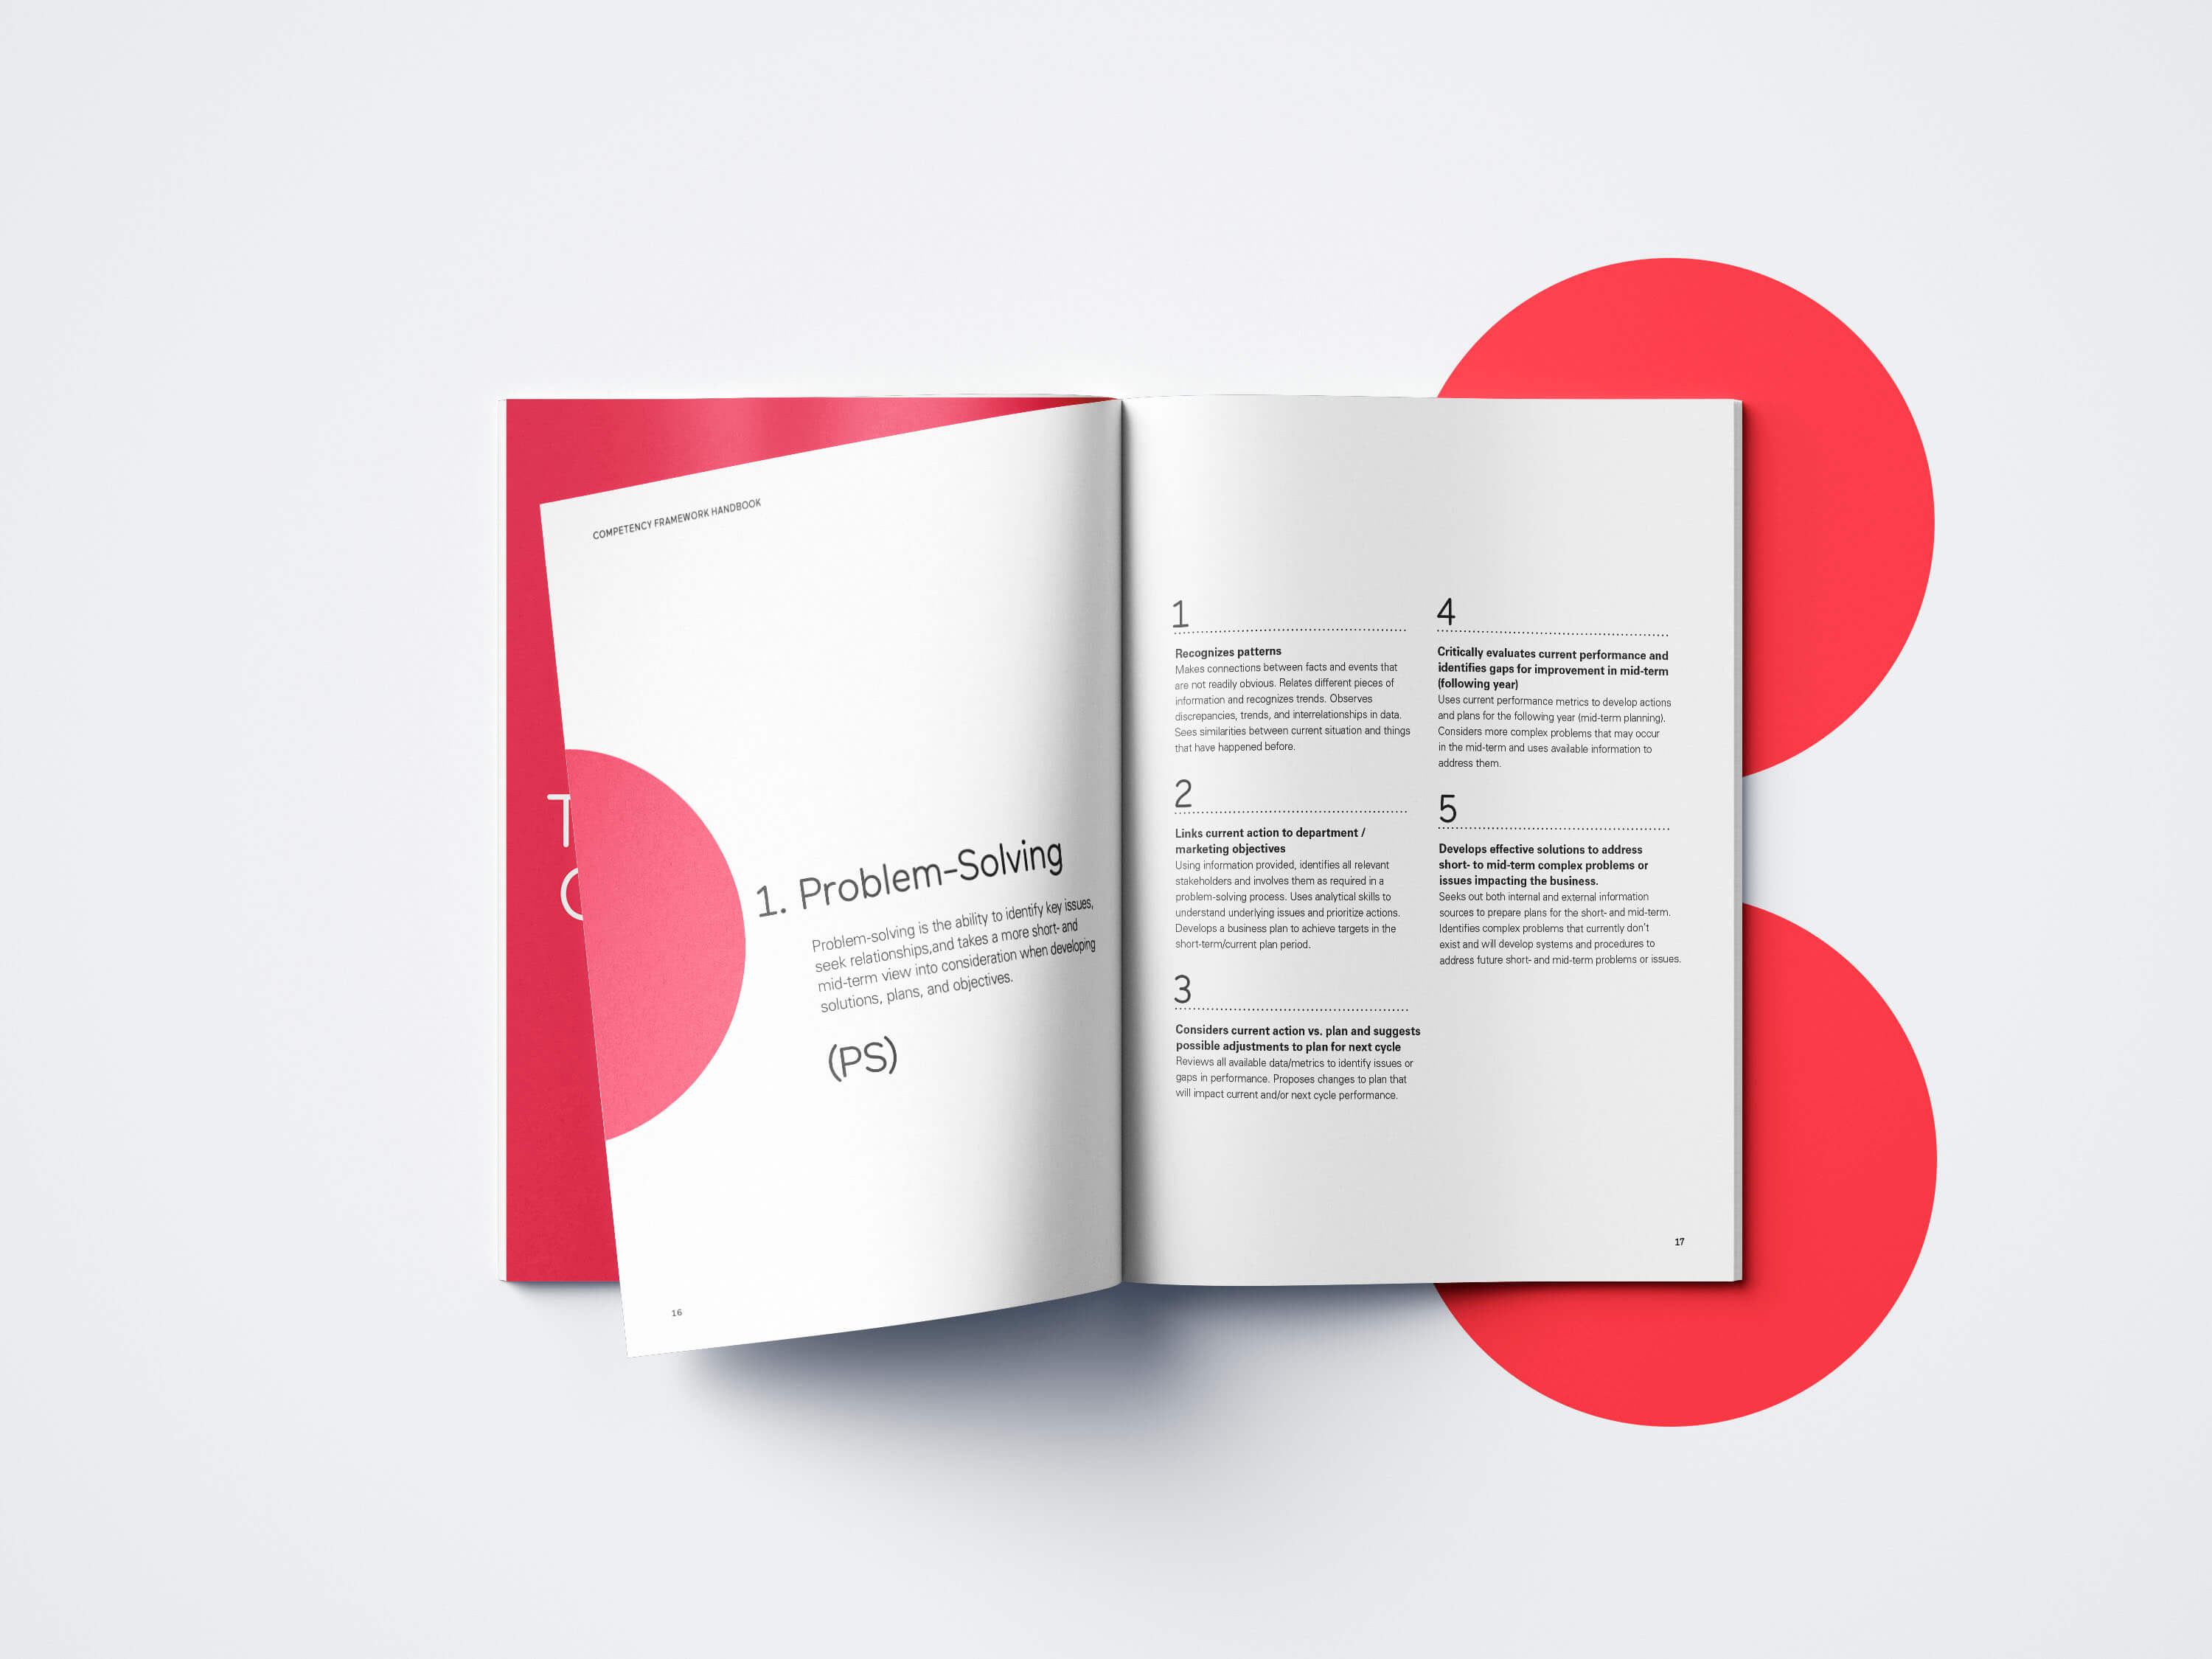 COMPETENCY FRAMEWORK HANDBOOK
T
1. Problem-Solving
Problem-solving is the ability to identify key issues,
seek relationships,and takes a more short- and
mid-term view into consideration when developing
solutions, plans, and objectives.
(PS)
16
1
Recognizes patterns
Makes connections between facts and events that
are not readily obvious. Relates different pieces of
information and recognizes trends. Observes
discrepancies, trends, and interrelationships in data.
Sees similarities between current situation and things
that have happened before.
2
Links current action to department /
marketing objectives
Using information provided, identifies all relevant
stakeholders and involves them as required in a
problem-solving process. Uses analytical skills to
understand underlying issues and prioritize actions.
Develops a business plan to achieve targets in the
short-term/current plan period.
3
Considers current action vs. plan and suggests
possible adjustments to plan for next cycle
Reviews all available data/metrics to identify issues or
gaps in performance. Proposes changes to plan that
will impact current and/or next cycle performance.
4
Critically evaluates current performance and
identifies gaps for improvement in mid-term
(following year)
Uses current performance metrics to develop actions
and plans for the following year (mid-term planning).
Considers more complex problems that may occur
in the mid-term and uses available information to
address them.
5
Develops effective solutions to address
short- to mid-term complex problems or
issues impacting the business.
Seeks out both internal and external information
sources to prepare plans for the short- and mid-term.
Identifies complex problems that currently don't
exist and will develop systems and procedures to
address future short- and mid-term problems or issues.
17